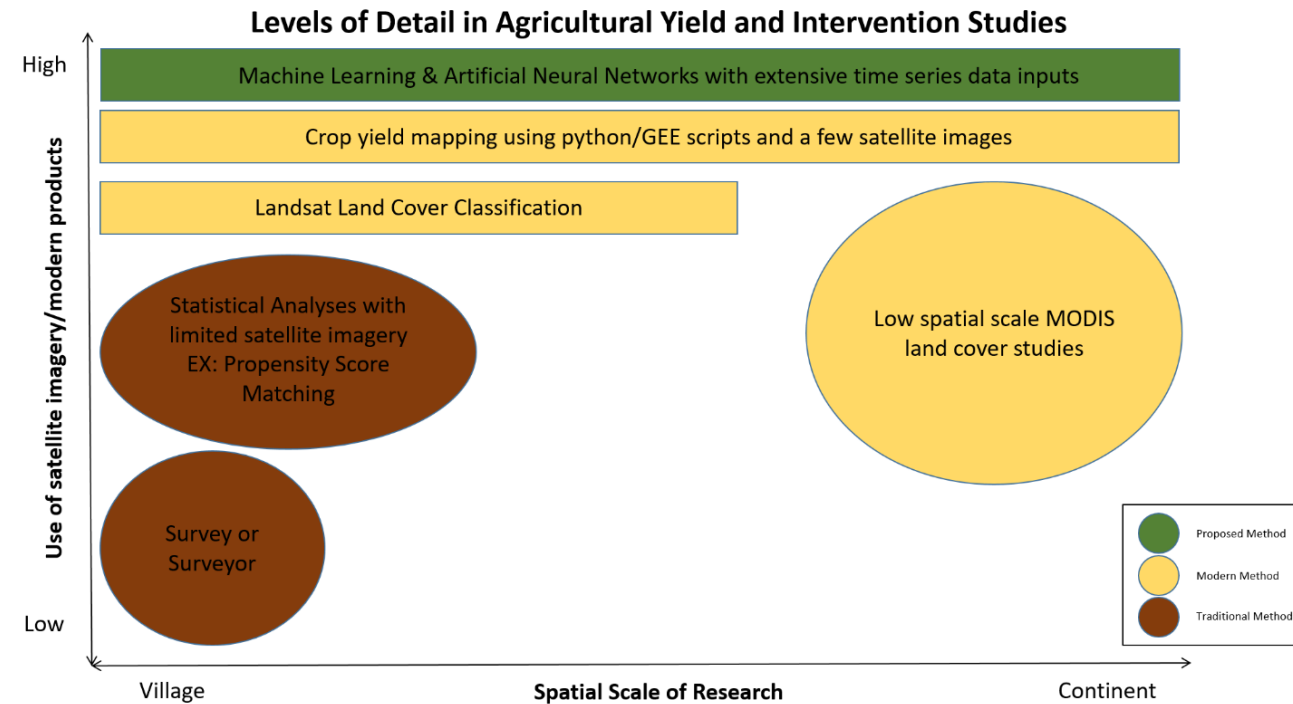 Levels of Detail in Agricultural Yield and Intervention Studies
High
Machine Learning & Artificial Neural Networks with extensive time series data inputs
Crop yield mapping using python/GEE scripts and a few satellite images
Landsat Land Cover Classification
Use of satellite imagery/modern products
Statistical Analyses with
limited satellite imagery
EX: Propensity Score
Matching
Low spatial scale MODIS
land cover studies
Survey or
Surveyor
Proposed Method
Modern Method
Traditional Method
Low
Village
Spatial Scale of Research
Continent